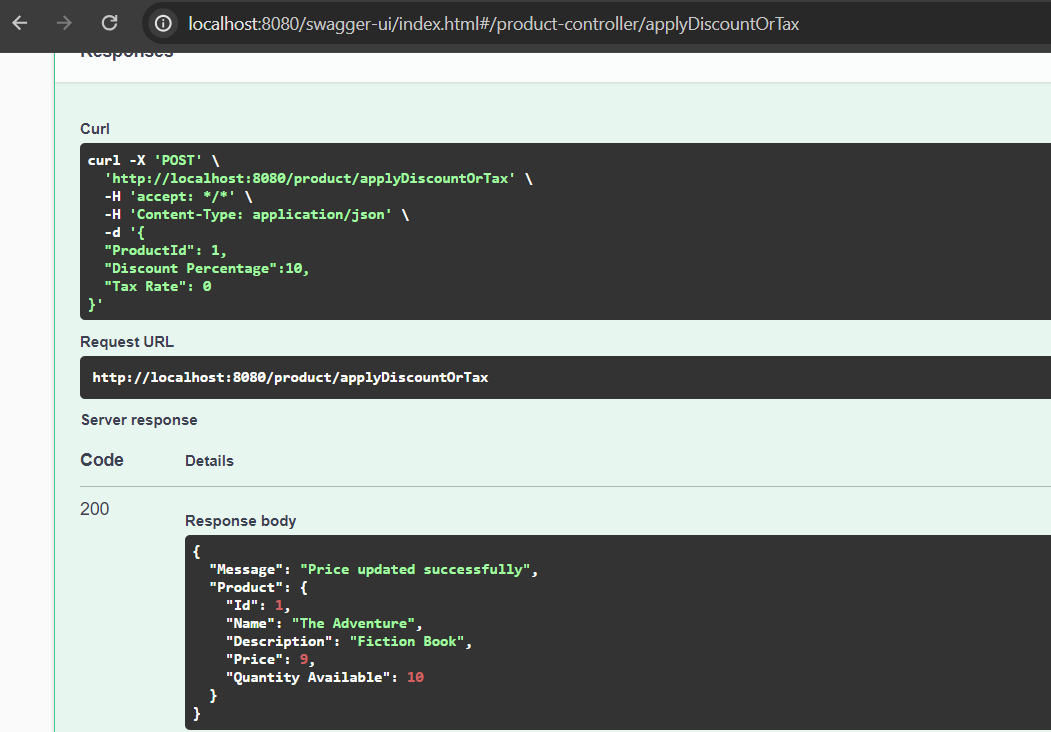 localhost:8080/swagger-ui/index.html#/product-controller/applyDiscountOrTax
Responses
Curl
curl -X 'POST' \
  'http://localhost:8080/product/applyDiscountOrTax' \
  -H 'accept: */*' \
  -H 'Content-Type: application/json' \
  -d '{
  "ProductId": 1,
  "Discount Percentage":10,
  "Tax Rate": 0
}'
Request URL
http://localhost:8080/product/applyDiscountOrTax
Server response
Code Details
200
Response body
{
  "Message": "Price updated successfully",
  "Product": {
    "Id": 1,
    "Name": "The Adventure",
    "Description": "Fiction Book",
    "Price": 9,
    "Quantity Available": 10
  }
}